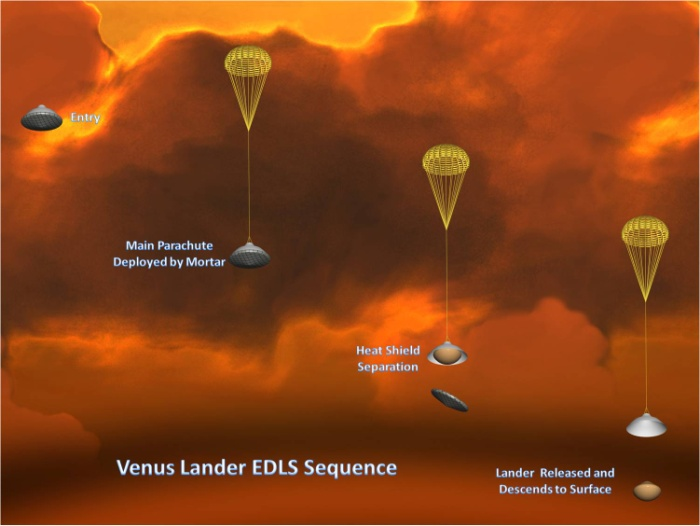 Entry
Main Parachute
Deployed by Mortar
Heat Shield
Separation
Lander Released and
Descends to Surface
Venus Lander EDLS Sequence